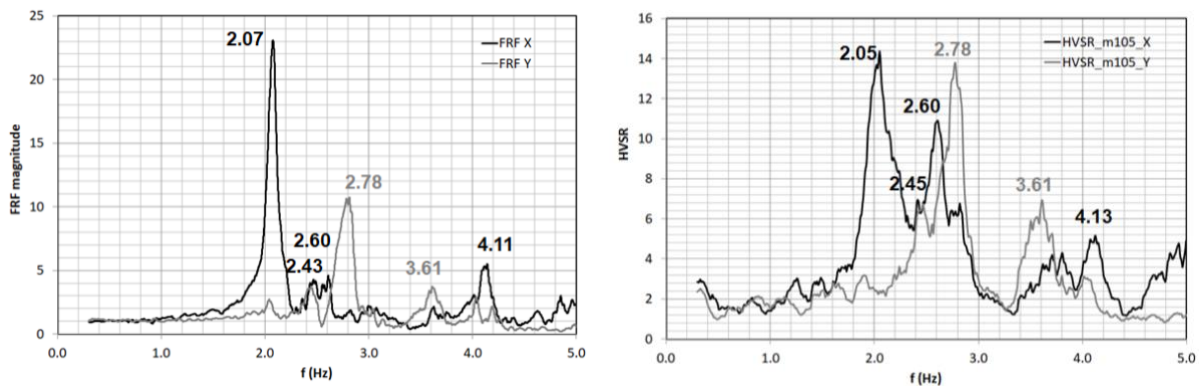 25
20
15
10
5
0
FRF magnitude
0.0 1.0 2.0 3.0 4.0 5.0
f (Hz)
2.07
2.43
2.60
2.78
3.61
4.11
FRF X
FRF Y
16
14
12
10
8
6
4
2
0
HVSR
0.0 1.0 2.0 3.0 4.0 5.0
f (Hz)
2.05
2.45
2.60
2.78
3.61
4.13
HVSR_m105_X
HVSR_m105_Y